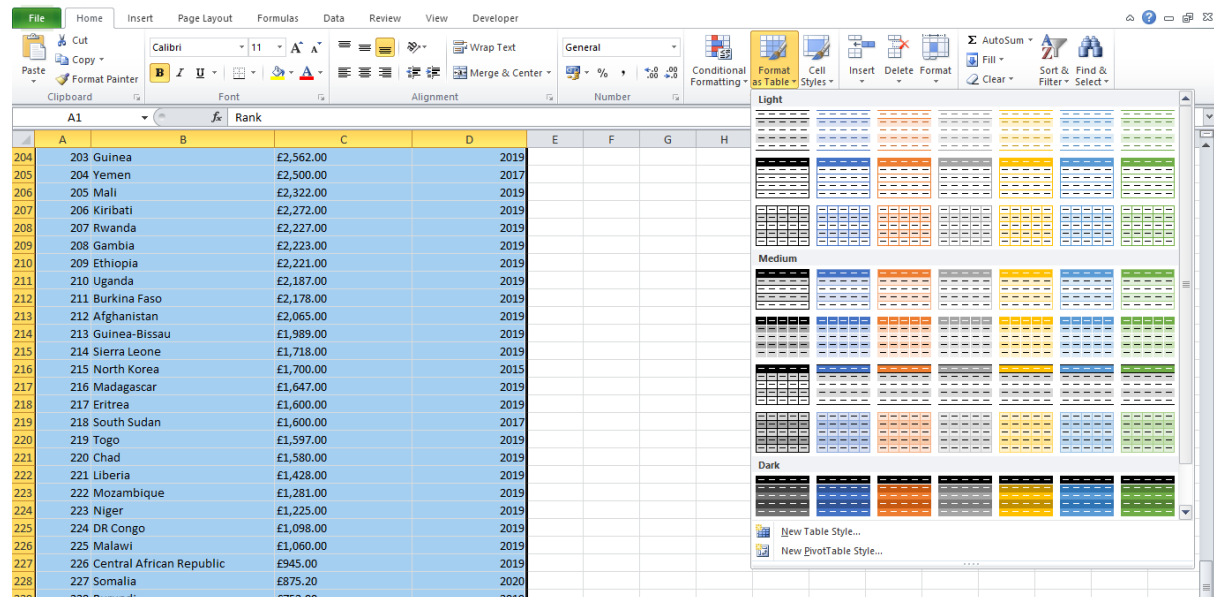 File Home Insert Page Layout Formulas Data Review View Developer
Cut
Copy
Format Painter
Paste
Clipboard
Calibri 11 A A
B I U A
Font
Wrap Text
Merge & Center
Alignment
General
% , .00 .0
Number
Conditional Formatting
Format as Table
Cell Styles
Insert Delete Format
Σ AutoSum
Fill
Clear
Sort & Filter
Find & Select
A1 fx Rank
A B C D E F G H
204 203 Guinea £2,562.00 2019
205 204 Yemen £2,500.00 2017
206 205 Mali £2,322.00 2019
207 206 Kiribati £2,272.00 2019
208 207 Rwanda £2,227.00 2019
209 208 Gambia £2,223.00 2019
210 209 Ethiopia £2,221.00 2019
211 210 Uganda £2,187.00 2019
212 211 Burkina Faso £2,178.00 2019
213 212 Afghanistan £2,065.00 2019
214 213 Guinea-Bissau £1,989.00 2019
215 214 Sierra Leone £1,718.00 2019
216 215 North Korea £1,700.00 2015
217 216 Madagascar £1,647.00 2019
218 217 Eritrea £1,600.00 2019
219 218 South Sudan £1,600.00 2017
220 219 Togo £1,597.00 2019
221 220 Chad £1,580.00 2019
222 221 Liberia £1,428.00 2019
223 222 Mozambique £1,281.00 2019
224 223 Niger £1,225.00 2019
225 224 DR Congo £1,098.00 2019
226 225 Malawi £1,060.00 2019
227 226 Central African Republic £945.00 2019
228 227 Somalia £875.20 2020
Light
Medium
Dark
New Table Style...
New PivotTable Style...